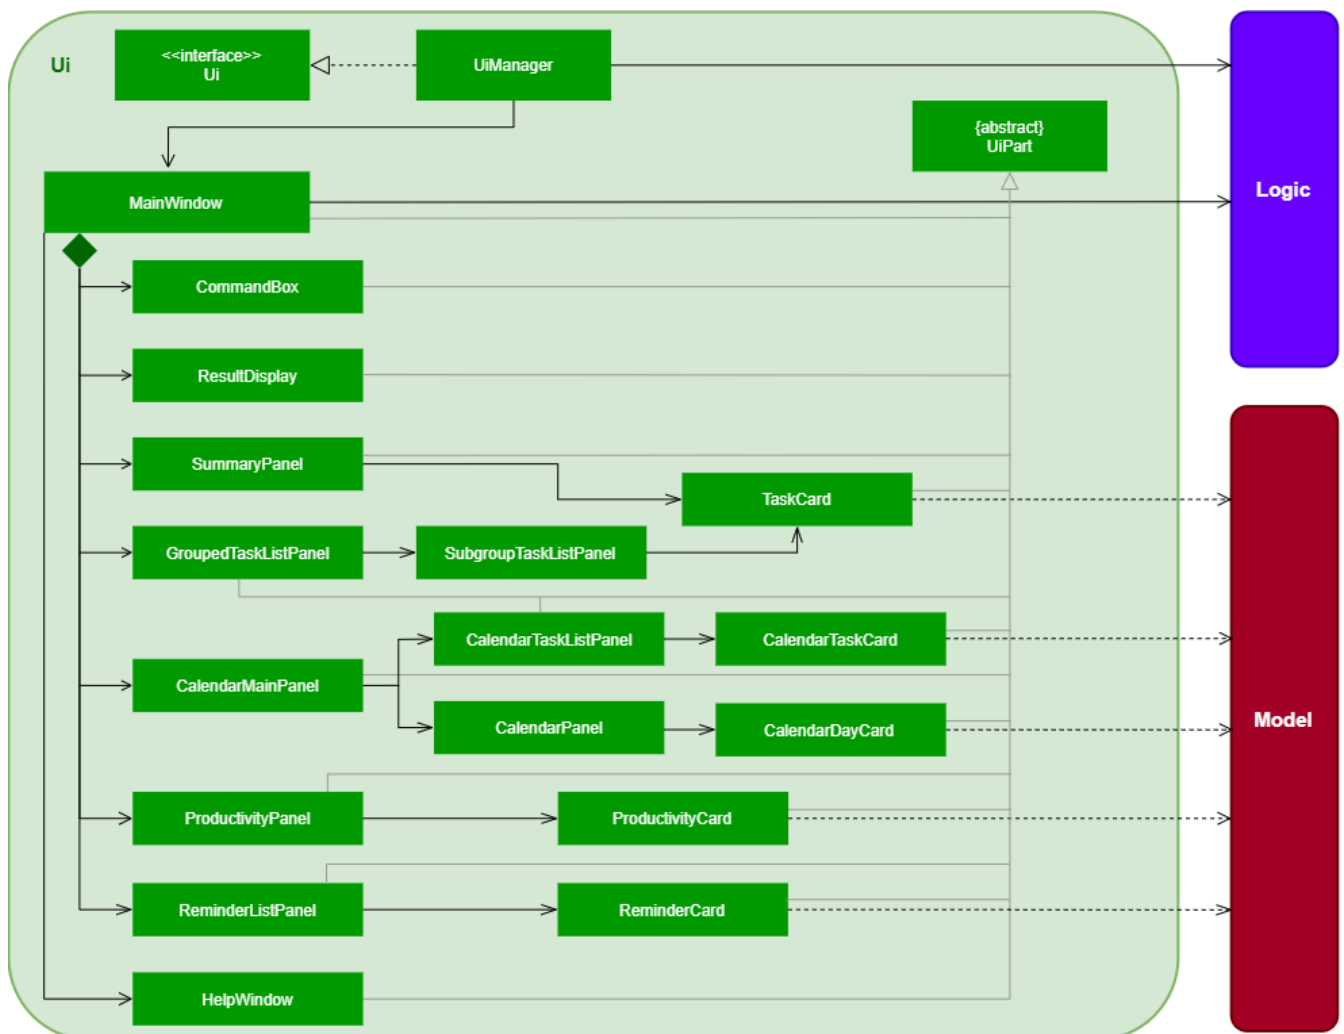 Ui
<<interface>>
Ui
UiManager
{abstract}
UiPart
MainWindow
Logic
CommandBox
ResultDisplay
SummaryPanel
TaskCard
GroupedTaskListPanel
SubgroupTaskListPanel
CalendarTaskListPanel
CalendarTaskCard
CalendarMainPanel
CalendarPanel
CalendarDayCard
Model
ProductivityPanel
ProductivityCard
ReminderListPanel
ReminderCard
HelpWindow